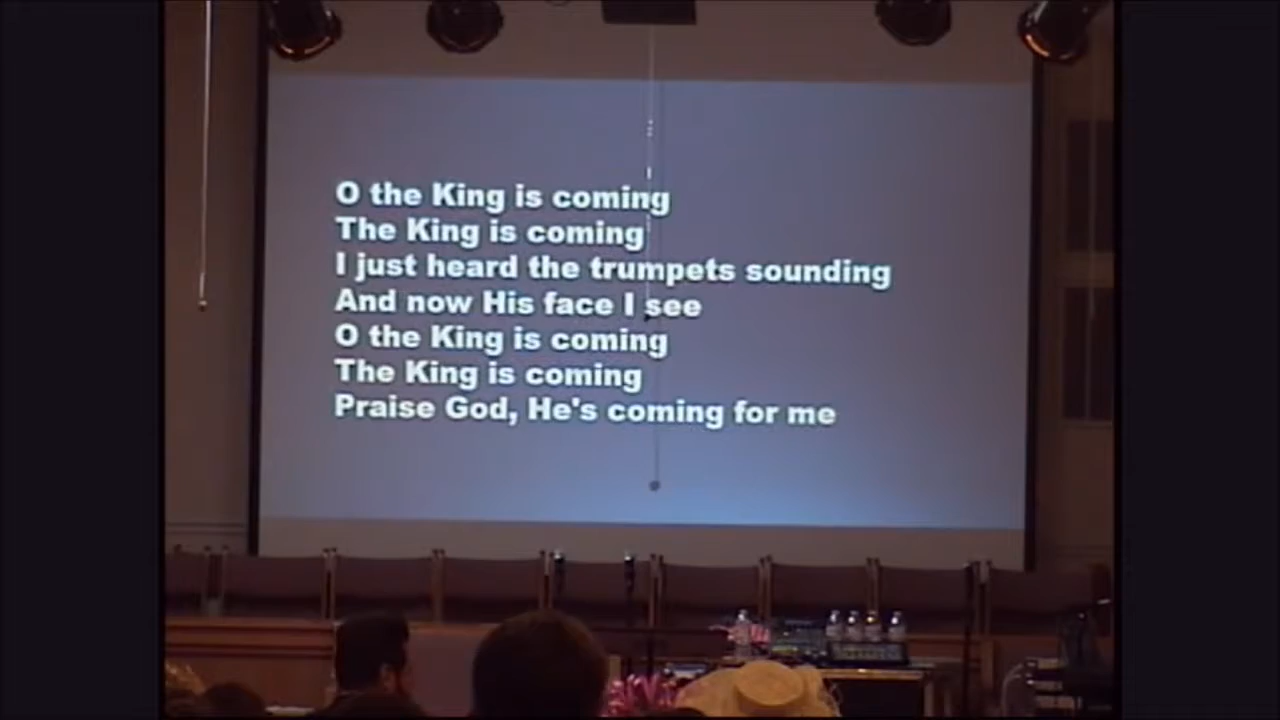 O the King is coming
The King is coming
I just heard the trumpets sounding
And now His face I see
O the King is coming
The King is coming
Praise God, He's coming for me